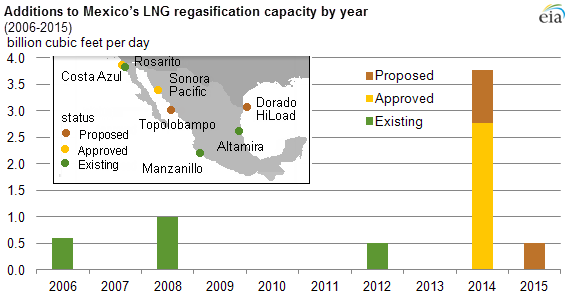 Additions to Mexico's LNG regasification capacity by year
(2006-2015)
billion cubic feet per day
eia
4.0
3.5
3.0
2.5
2.0
1.5
1.0
0.5
0.0
Rosarito
Costa Azul
Sonora
Pacific
Dorado
HiLoad
Topolobampo
Altamira
Manzanillo
status
Proposed
Approved
Existing
Proposed
Approved
Existing
2006 2007 2008 2009 2010 2011 2012 2013 2014 2015